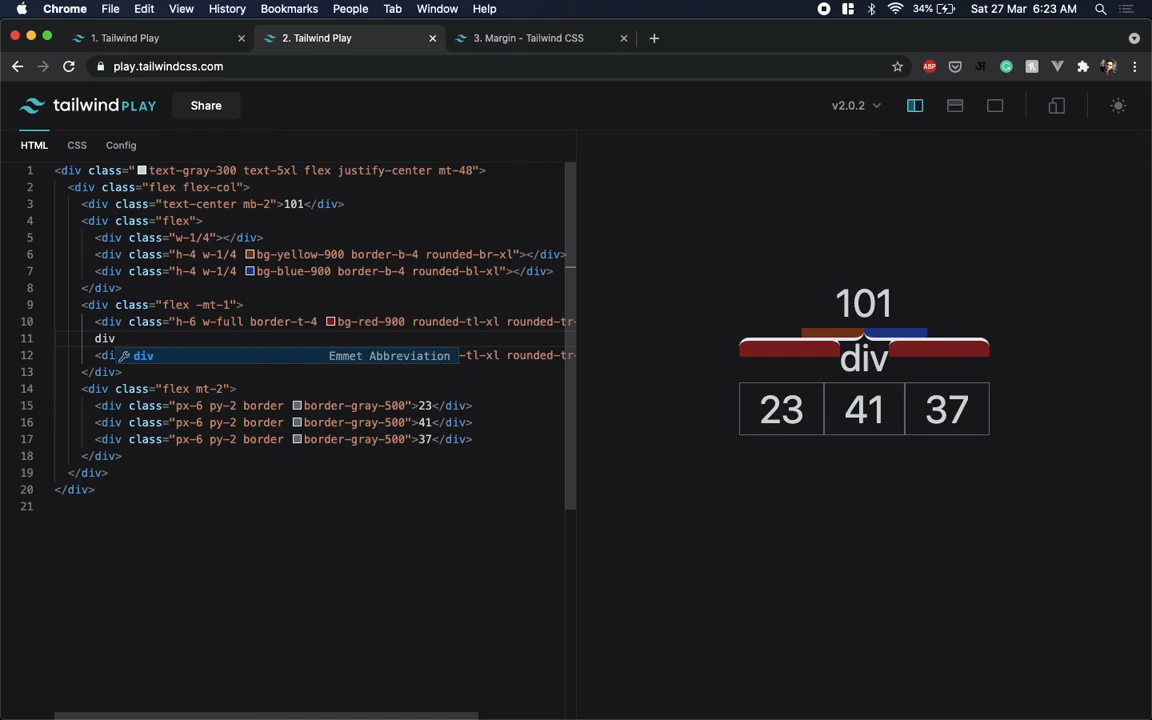 Chrome File Edit View History Bookmarks People Tab Window Help 34% Sat 27 Mar 6:23 AM
1. Tailwind Play 2. Tailwind Play 3. Margin - Tailwind CSS
play.tailwindcss.com
tailwind PLAY Share v2.0.2
HTML CSS Config
1 <div class="text-gray-300 text-5xl flex justify-center mt-48">
2 <div class="flex flex-col">
3 <div class="text-center mb-2">101</div>
4 <div class="flex">
5 <div class="w-1/4"></div>
6 <div class="h-4 w-1/4 bg-yellow-900 border-b-4 rounded-br-xl"></div>
7 <div class="h-4 w-1/4 bg-blue-900 border-b-4 rounded-bl-xl"></div>
8 </div>
9 <div class="flex -mt-1">
10 <div class="h-6 w-full border-t-4 bg-red-900 rounded-tl-xl rounded-tr-
11 div
12 <di div Emmet Abbreviation -tl-xl rounded-tr-
13 </div>
14 <div class="flex mt-2">
15 <div class="px-6 py-2 border border-gray-500">23</div>
16 <div class="px-6 py-2 border border-gray-500">41</div>
17 <div class="px-6 py-2 border border-gray-500">37</div>
18 </div>
19 </div>
20 </div>
21
101
div
23 41 37